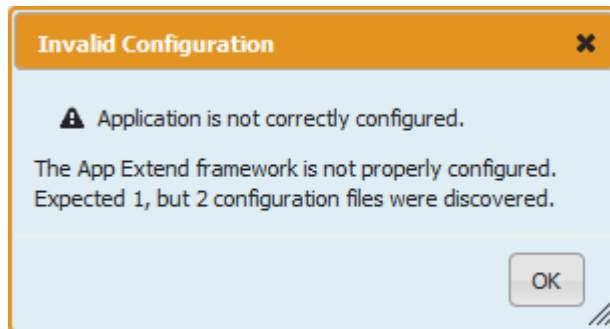 Invalid Configuration
Application is not correctly configured.
The App Extend framework is not properly configured.
Expected 1, but 2 configuration files were discovered.
OK